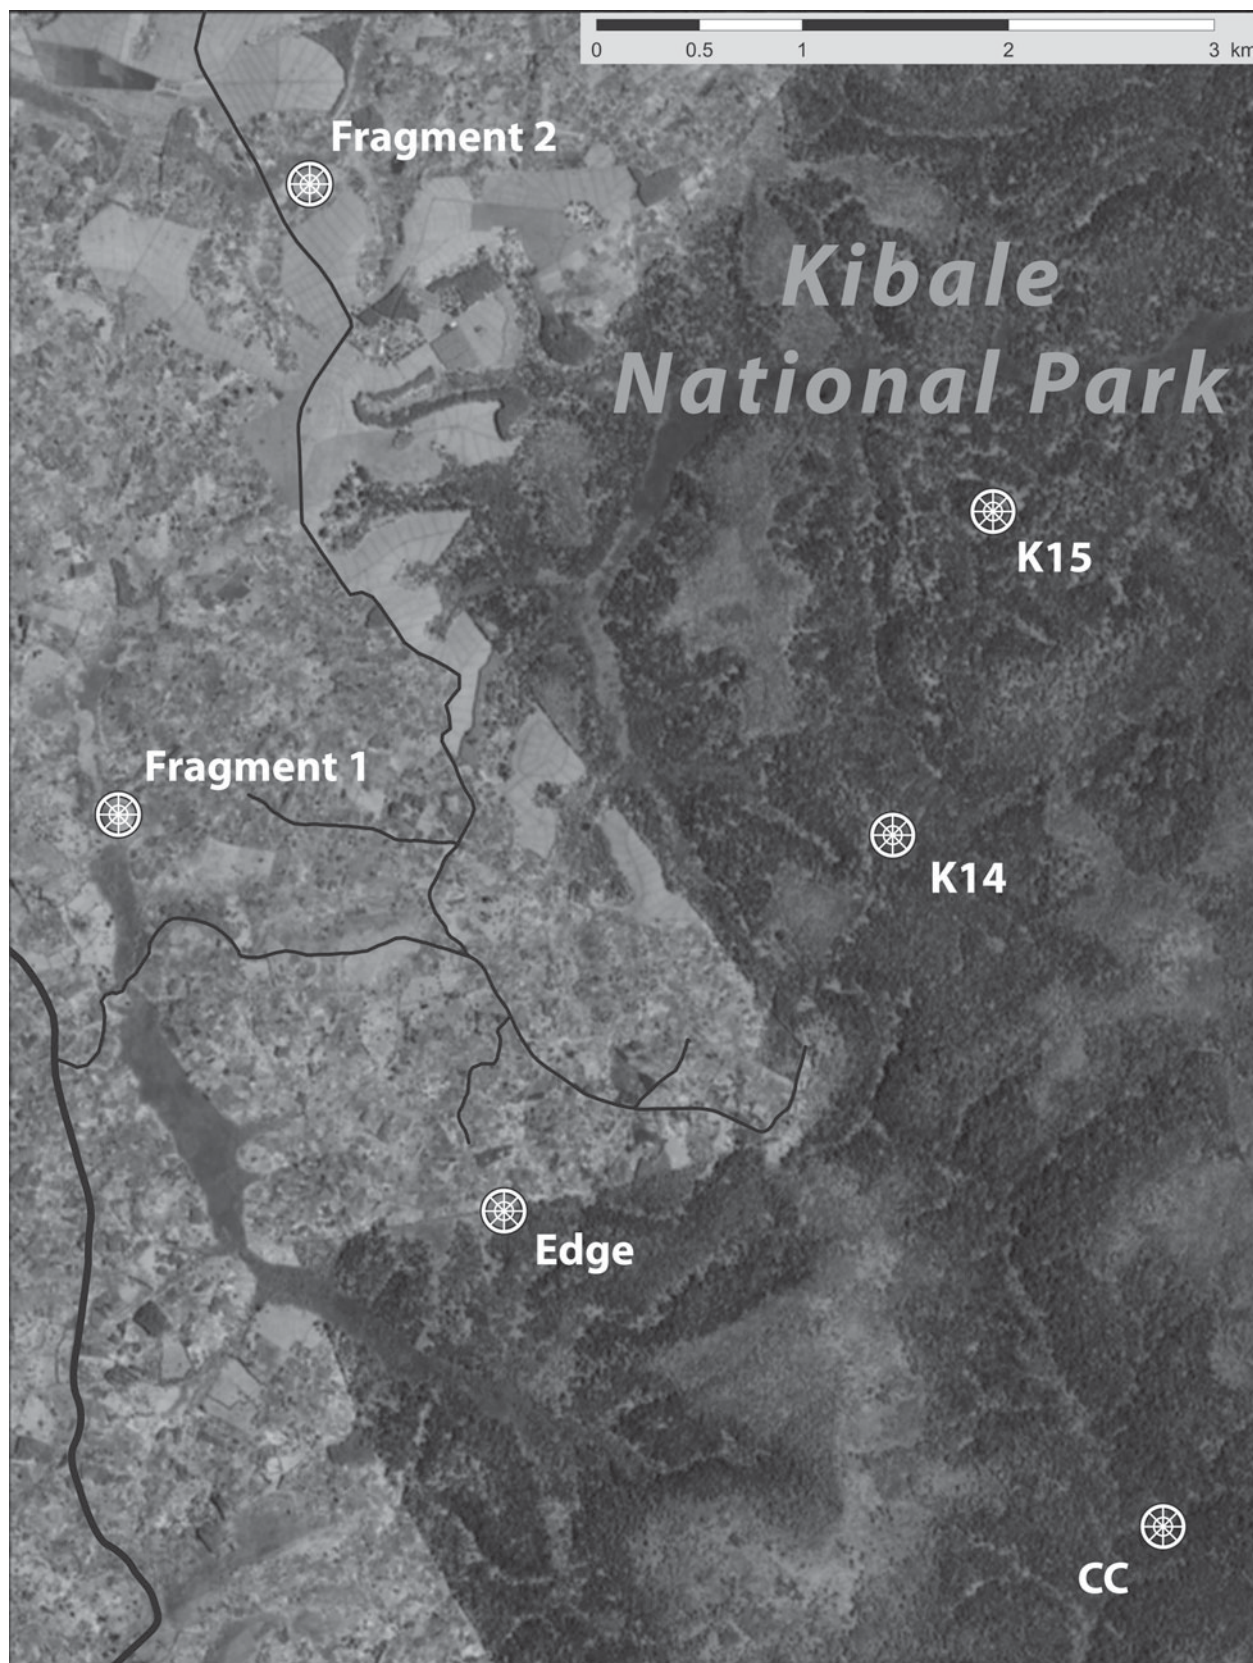 0 0.5 1 2 3 km
Fragment 2
Kibale
National Park
K15
Fragment 1
K14
Edge
CC